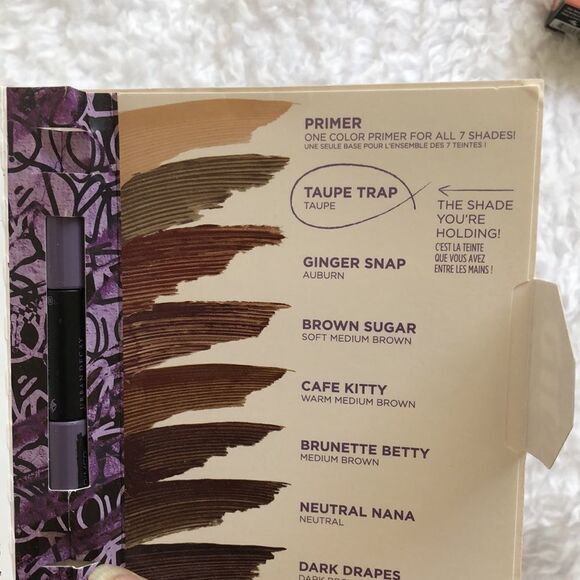 PRIMER
ONE COLOR PRIMER FOR ALL 7 SHADES!
UNE SEULE BASE POUR L'ENSEMBLE DES 7 TEINTES !
TAUPE TRAP
TAUPE
THE SHADE
YOU'RE
HOLDING!
C'EST LA TEINTE
QUE VOUS AVEZ
ENTRE LES MAINS !
GINGER SNAP
AUBURN
BROWN SUGAR
SOFT MEDIUM BROWN
CAFE KITTY
WARM MEDIUM BROWN
BRUNETTE BETTY
MEDIUM BROWN
NEUTRAL NANA
NEUTRAL
DARK DRAPES
URBAN DECAY